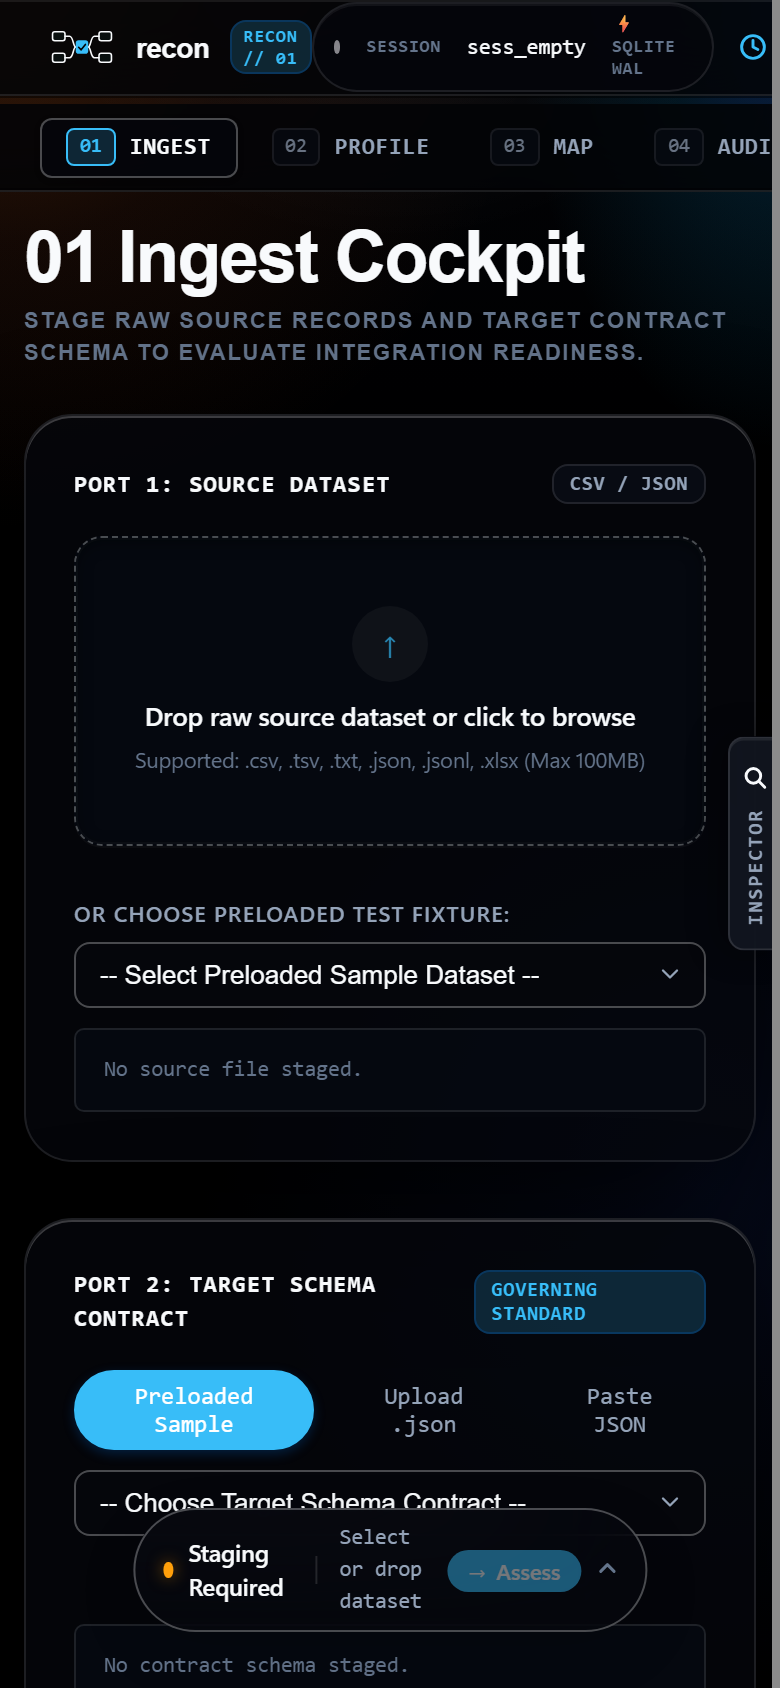 recon
RECON
// 01
SESSION
sess_empty
SQLITE
WAL
01 INGEST
02 PROFILE
03 MAP
04 AUDI
01 Ingest Cockpit
STAGE RAW SOURCE RECORDS AND TARGET CONTRACT
SCHEMA TO EVALUATE INTEGRATION READINESS.
PORT 1: SOURCE DATASET
CSV / JSON
↑
Drop raw source dataset or click to browse
Supported: .csv, .tsv, .txt, .json, .jsonl, .xlsx (Max 100MB)
INSPECTOR
OR CHOOSE PRELOADED TEST FIXTURE:
-- Select Preloaded Sample Dataset --
No source file staged.
PORT 2: TARGET SCHEMA
CONTRACT
GOVERNING
STANDARD
Preloaded
Sample
Upload
.json
Paste
JSON
-- Choose Target Schema Contract --
Staging
Required
Select
or drop
dataset
→ Assess
No contract schema staged.